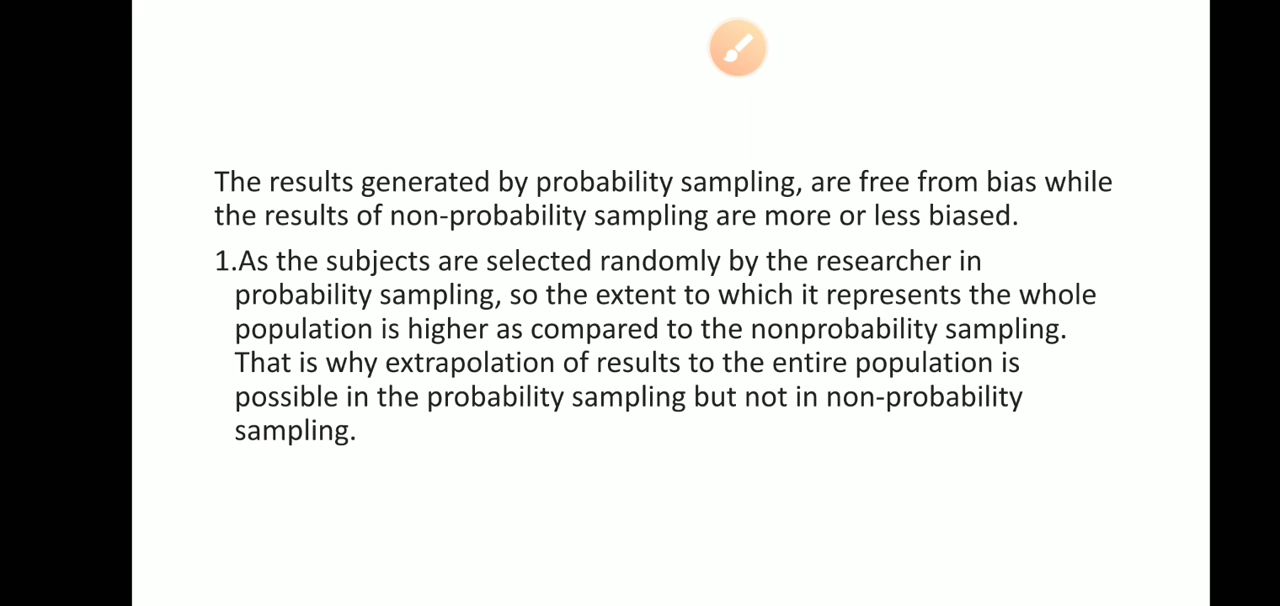 The results generated by probability sampling, are free from bias while
the results of non-probability sampling are more or less biased.
1.As the subjects are selected randomly by the researcher in
probability sampling, so the extent to which it represents the whole
population is higher as compared to the nonprobability sampling.
That is why extrapolation of results to the entire population is
possible in the probability sampling but not in non-probability
sampling.